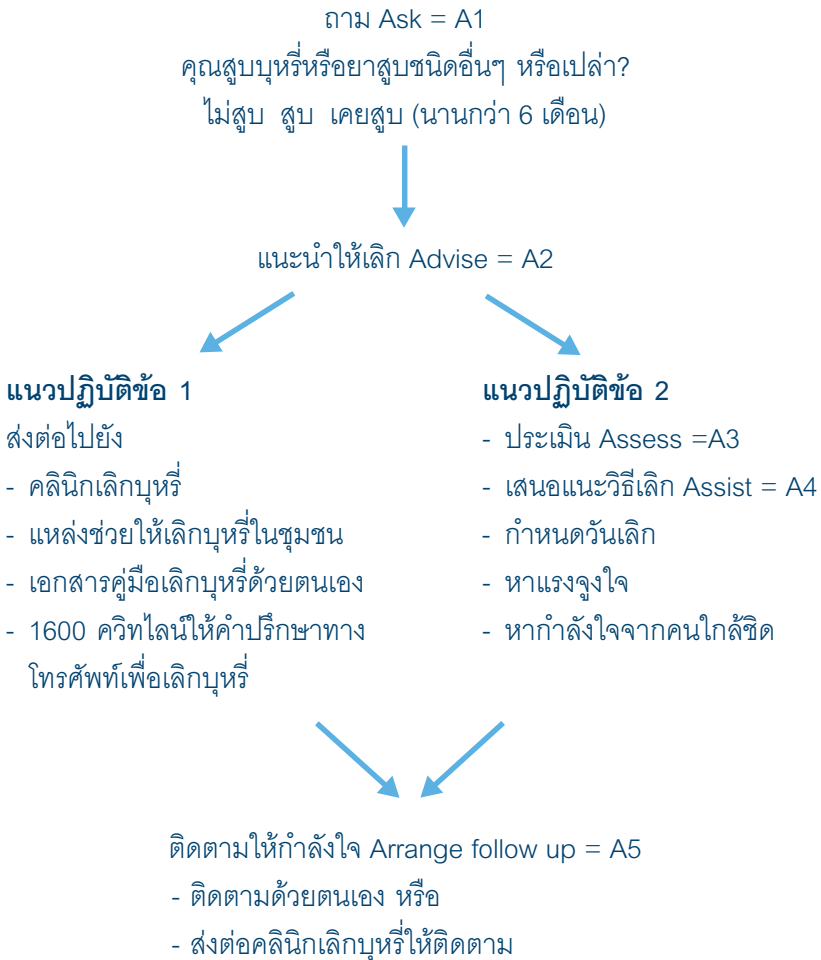 ถาม Ask = A1
คุณสูบบุหรี่หรือยาสูบชนิดอื่นๆ หรือเปล่า?
ไม่สูบ สูบ เคยสูบ (นานกว่า 6 เดือน)
แนะนำให้เลิก Advise = A2
แนวปฏิบัติข้อ 1
ส่งต่อไปยัง
- คลินิกเลิกบุหรี่
- แหล่งช่วยให้เลิกบุหรี่ในชุมชน
- เอกสารคู่มือเลิกบุหรี่ด้วยตนเอง
- 1600 ควิทไลน์ให้คำปรึกษาทาง
โทรศัพท์เพื่อเลิกบุหรี่
แนวปฏิบัติข้อ 2
- ประเมิน Assess =A3
- เสนอแนะวิธีเลิก Assist = A4
- กำหนดวันเลิก
- หาแรงจูงใจ
- หากำลังใจจากคนใกล้ชิด
ติดตามให้กำลังใจ Arrange follow up = A5
- ติดตามด้วยตนเอง หรือ
- ส่งต่อคลินิกเลิกบุหรี่ให้ติดตาม